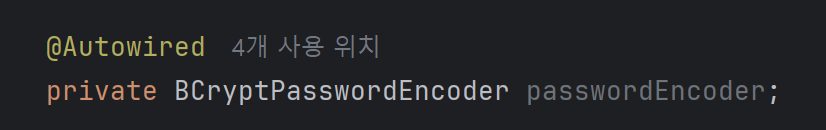 @Autowired 4개 사용 위치
private BCryptPasswordEncoder passwordEncoder;